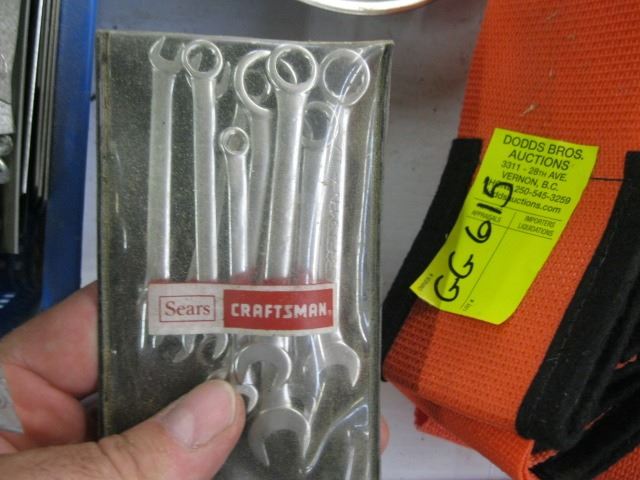 Sears CRAFTSMAN
DODDS BROS.
AUCTIONS
3311 - 28TH AVE.
VERNON, B.C.
250-545-3259
APPRAISALS
IMPORTERS
LIQUIDATIONS
GG 615